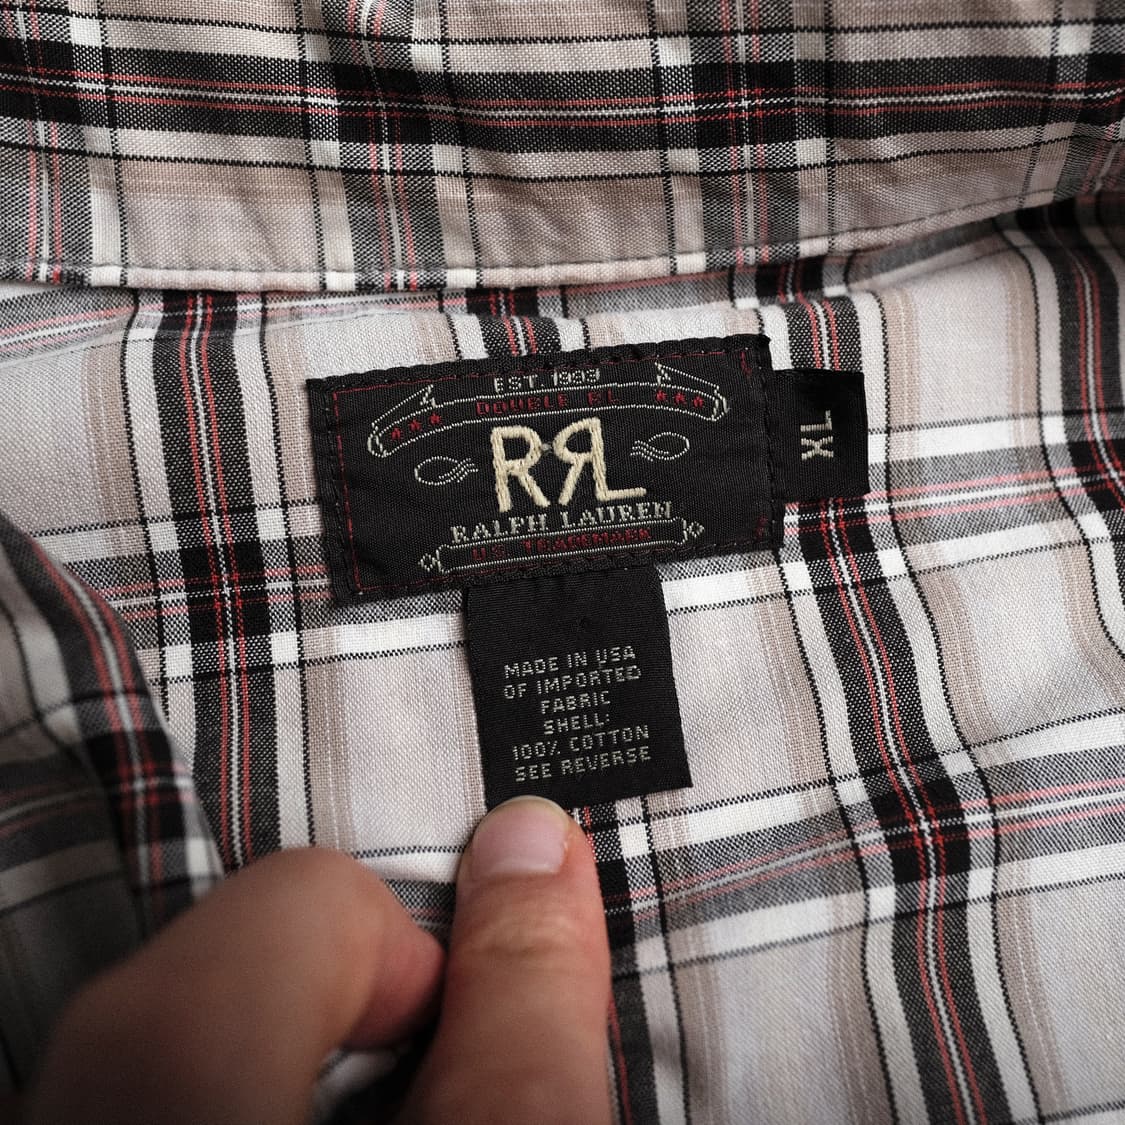 EST. 1993
DOUBLE RL
RRL
RALPH LAUREN
U.S. TRADEMARK
XL
MADE IN USA
OF IMPORTED
FABRIC
SHELL:
100% COTTON
SEE REVERSE